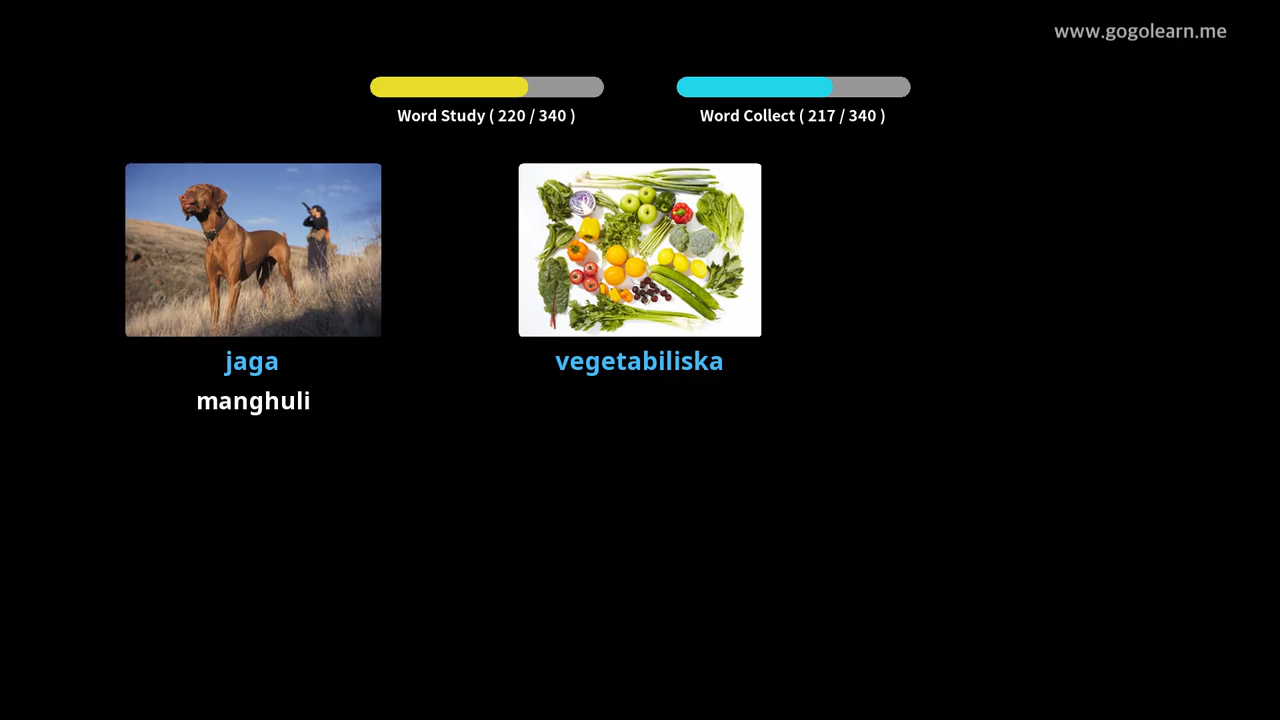 www.gogolearn.me
Word Study ( 220 / 340 )
Word Collect ( 217 / 340 )
jaga
vegetabiliska
manghuli